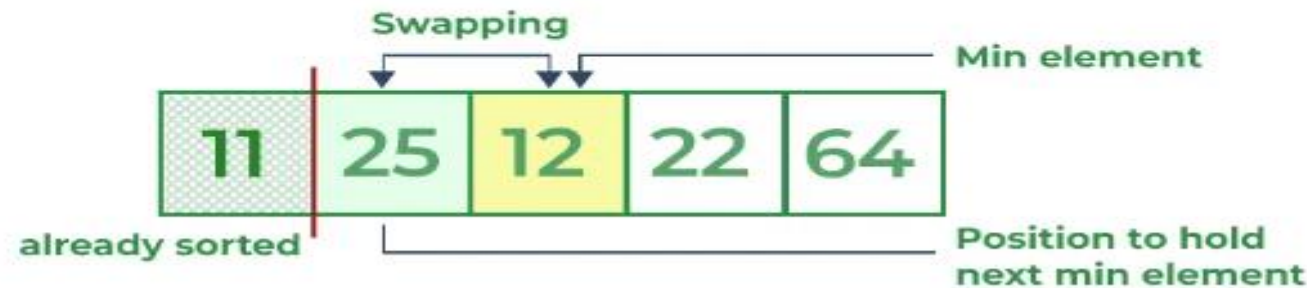 Swapping
Min element
11 25 12 22 64
already sorted
Position to hold
next min element